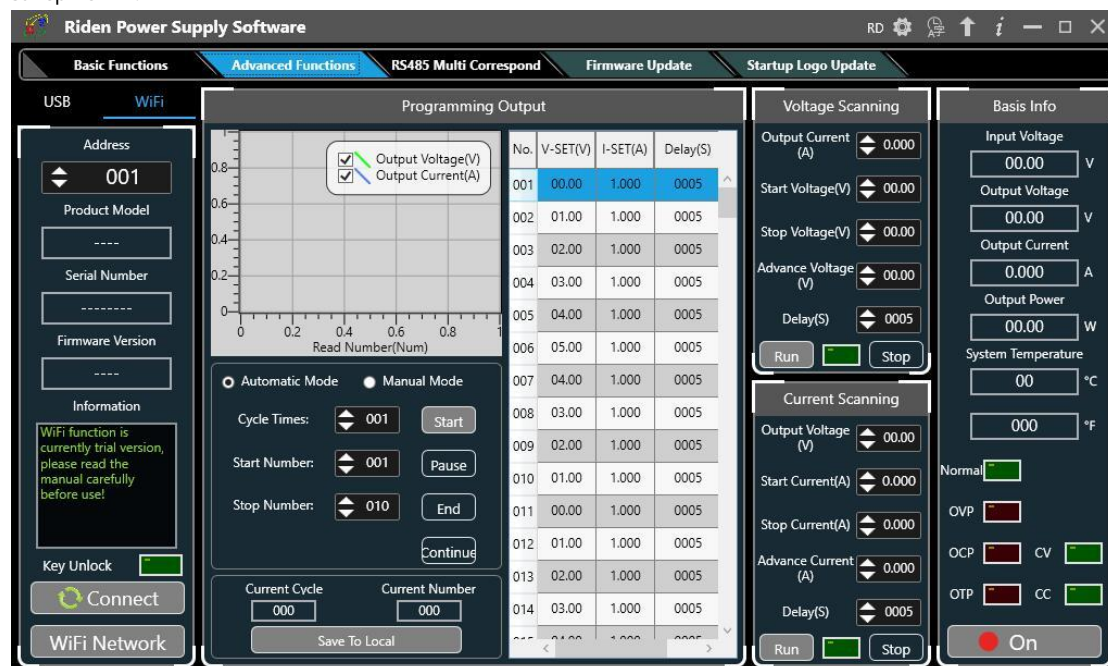 Riden Power Supply Software
RD
Basic Functions
Advanced Functions
RS485 Multi Correspond
Firmware Update
Startup Logo Update
USB
WiFi
Address
001
Product Model
----
Serial Number
--------
Firmware Version
----
Information
WiFi function is
currently trial version,
please read the
manual carefully
before use!
Key Unlock
Connect
WiFi Network
Programming Output
Output Voltage(V)
Output Current(A)
0.8
0.6
0.4
0.2
0
0 0.2 0.4 0.6 0.8 1
Read Number(Num)
Automatic Mode Manual Mode
Cycle Times: 001 Start
Start Number: 001 Pause
Stop Number: 010 End
Continue
Current Cycle Current Number
000 000
Save To Local
No. V-SET(V) I-SET(A) Delay(S)
001 00.00 1.000 0005
002 01.00 1.000 0005
003 02.00 1.000 0005
004 03.00 1.000 0005
005 04.00 1.000 0005
006 05.00 1.000 0005
007 04.00 1.000 0005
008 03.00 1.000 0005
009 02.00 1.000 0005
010 01.00 1.000 0005
011 00.00 1.000 0005
012 01.00 1.000 0005
013 02.00 1.000 0005
014 03.00 1.000 0005
Voltage Scanning
Output Current
(A) 0.000
Start Voltage(V) 00.00
Stop Voltage(V) 00.00
Advance Voltage
(V) 00.00
Delay(S) 0005
Run Stop
Current Scanning
Output Voltage
(V) 00.00
Start Current(A) 0.000
Stop Current(A) 0.000
Advance Current
(A) 0.000
Delay(S) 0005
Run Stop
Basis Info
Input Voltage
00.00 V
Output Voltage
00.00 V
Output Current
0.000 A
Output Power
00.00 W
System Temperature
00 °C
000 °F
Normal
OVP
OCP CV
OTP CC
On